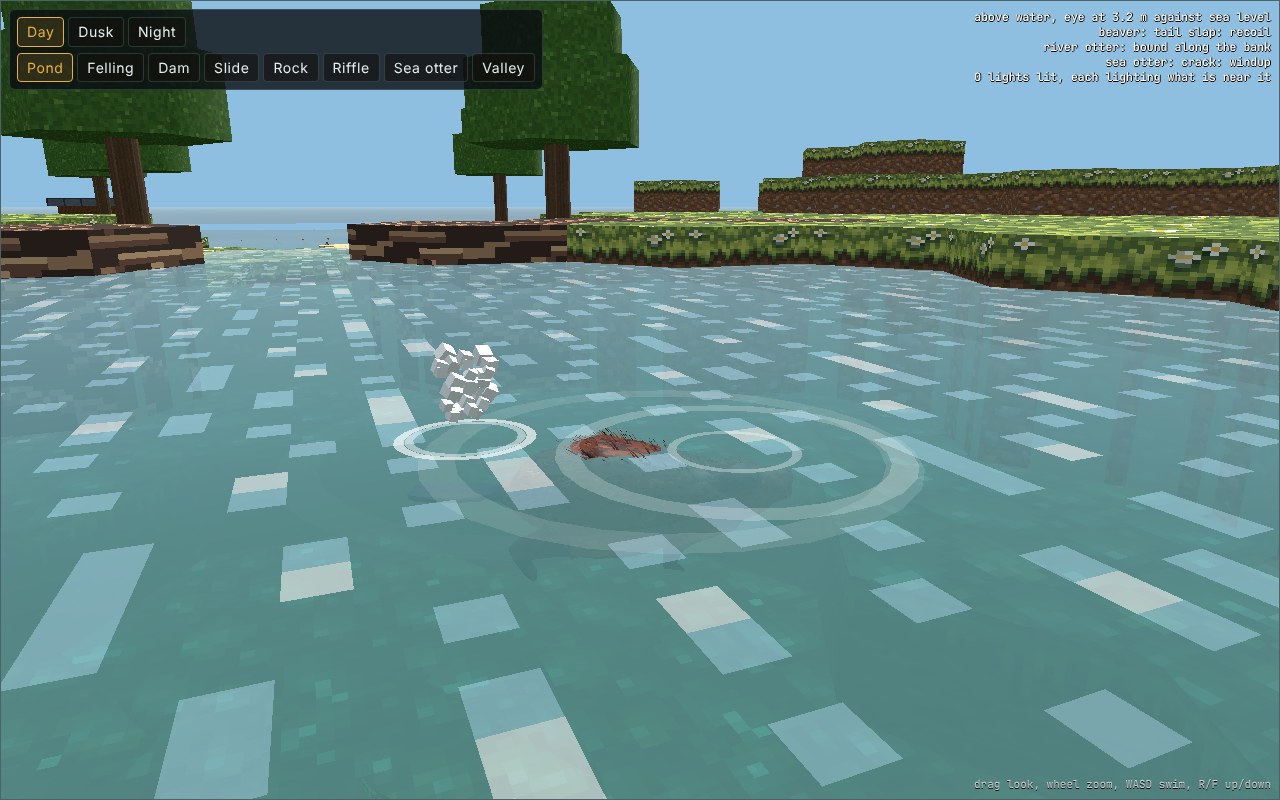 Day Dusk Night
Pond Felling Dam Slide Rock Riffle Sea otter Valley
above water, eye at 3.2 m against sea level
beaver: tail slap: recoil
river otter: bound along the bank
sea otter: crack: windup
0 lights lit, each lighting what is near it
drag look, wheel zoom, WASD swim, R/F up/down